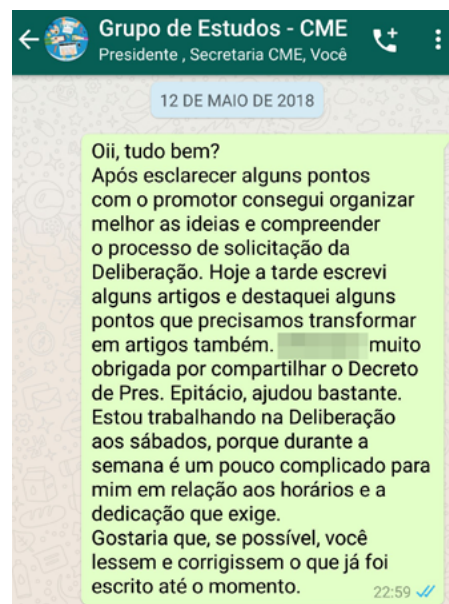 Grupo de Estudos - CME
Presidente , Secretaria CME, Você
12 DE MAIO DE 2018
Oii, tudo bem?
Após esclarecer alguns pontos
com o promotor consegui organizar
melhor as ideias e compreender
o processo de solicitação da
Deliberação. Hoje a tarde escrevi
alguns artigos e destaquei alguns
pontos que precisamos transformar
em artigos também. muito
obrigada por compartilhar o Decreto
de Pres. Epitácio, ajudou bastante.
Estou trabalhando na Deliberação
aos sábados, porque durante a
semana é um pouco complicado para
mim em relação aos horários e a
dedicação que exige.
Gostaria que, se possível, você
lessem e corrigissem o que já foi
escrito até o momento.
22:59